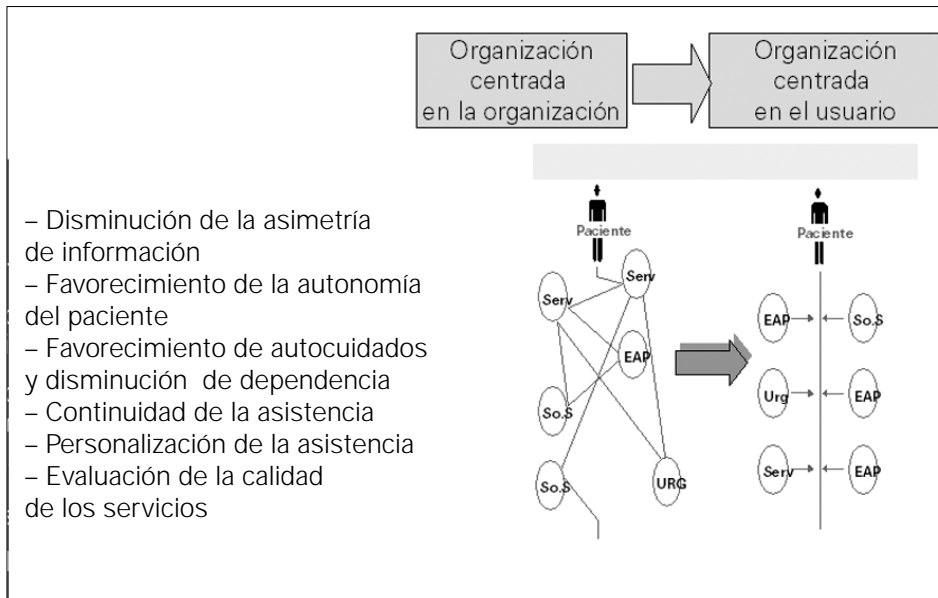 Organización
centrada
en la organización
Organización
centrada
en el usuario
– Disminución de la asimetría
de información
– Favorecimiento de la autonomía
del paciente
– Favorecimiento de autocuidados
y disminución de dependencia
– Continuidad de la asistencia
– Personalización de la asistencia
– Evaluación de la calidad
de los servicios
Paciente
Serv
Serv
EAP
So.S
So.S
URG
Paciente
EAP
So.S
Urg
EAP
Serv
EAP